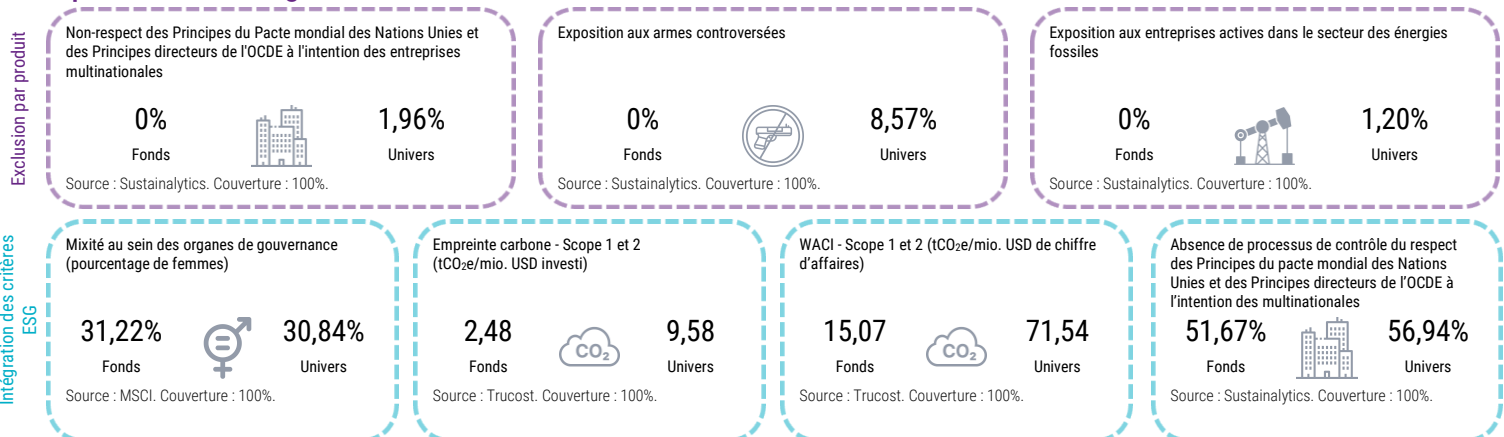 Exclusion par produit
Non-respect des Principes du Pacte mondial des Nations Unies et
des Principes directeurs de l'OCDE à l'intention des entreprises
multinationales
0%
Fonds
1,96%
Univers
Source : Sustainalytics. Couverture : 100%.
Exposition aux armes controversées
0%
Fonds
8,57%
Univers
Source : Sustainalytics. Couverture : 100%.
Exposition aux entreprises actives dans le secteur des énergies
fossiles
0%
Fonds
1,20%
Univers
Source : Sustainalytics. Couverture : 100%.
Intégration des critères
ESG
Mixité au sein des organes de gouvernance
(pourcentage de femmes)
31,22%
Fonds
30,84%
Univers
Source : MSCI. Couverture : 100%.
Empreinte carbone - Scope 1 et 2
(tCO₂e/mio. USD investi)
2,48
Fonds
CO₂
9,58
Univers
Source : Trucost. Couverture : 100%.
WACI - Scope 1 et 2 (tCO₂e/mio. USD de chiffre
d’affaires)
15,07
Fonds
CO₂
71,54
Univers
Source : Trucost. Couverture : 100%.
Absence de processus de contrôle du respect
des Principes du pacte mondial des Nations
Unies et des Principes directeurs de l’OCDE à
l’intention des multinationales
51,67%
Fonds
56,94%
Univers
Source : Sustainalytics. Couverture : 100%.